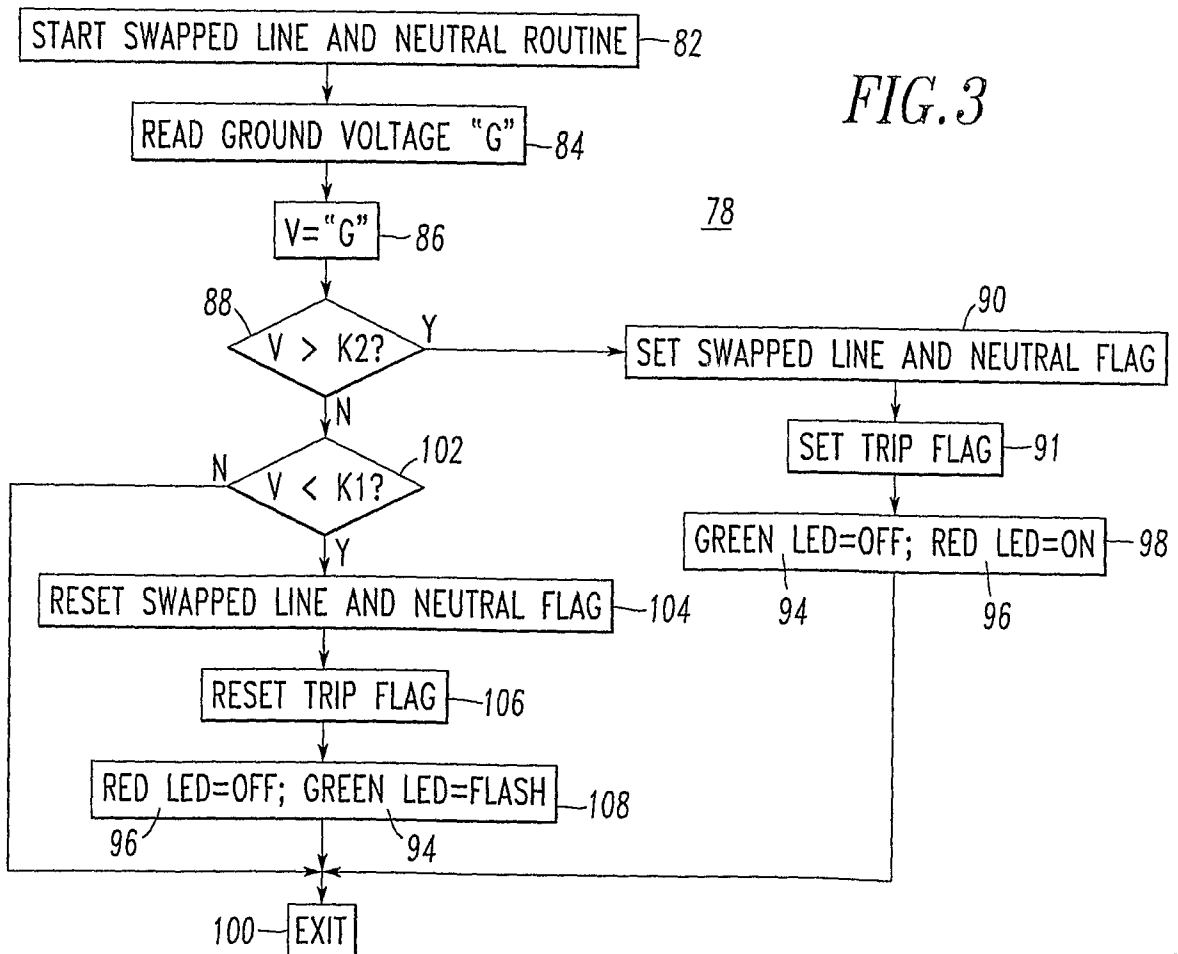 START SWAPPED LINE AND NEUTRAL ROUTINE 82
FIG. 3
READ GROUND VOLTAGE "G" 84
78
V="G" 86
88
V > K2?
Y
N
90
SET SWAPPED LINE AND NEUTRAL FLAG
SET TRIP FLAG 91
GREEN LED=OFF; RED LED=ON 98
94 96
102
N
V < K1?
Y
RESET SWAPPED LINE AND NEUTRAL FLAG 104
RESET TRIP FLAG 106
RED LED=OFF; GREEN LED=FLASH 108
96 94
100 EXIT